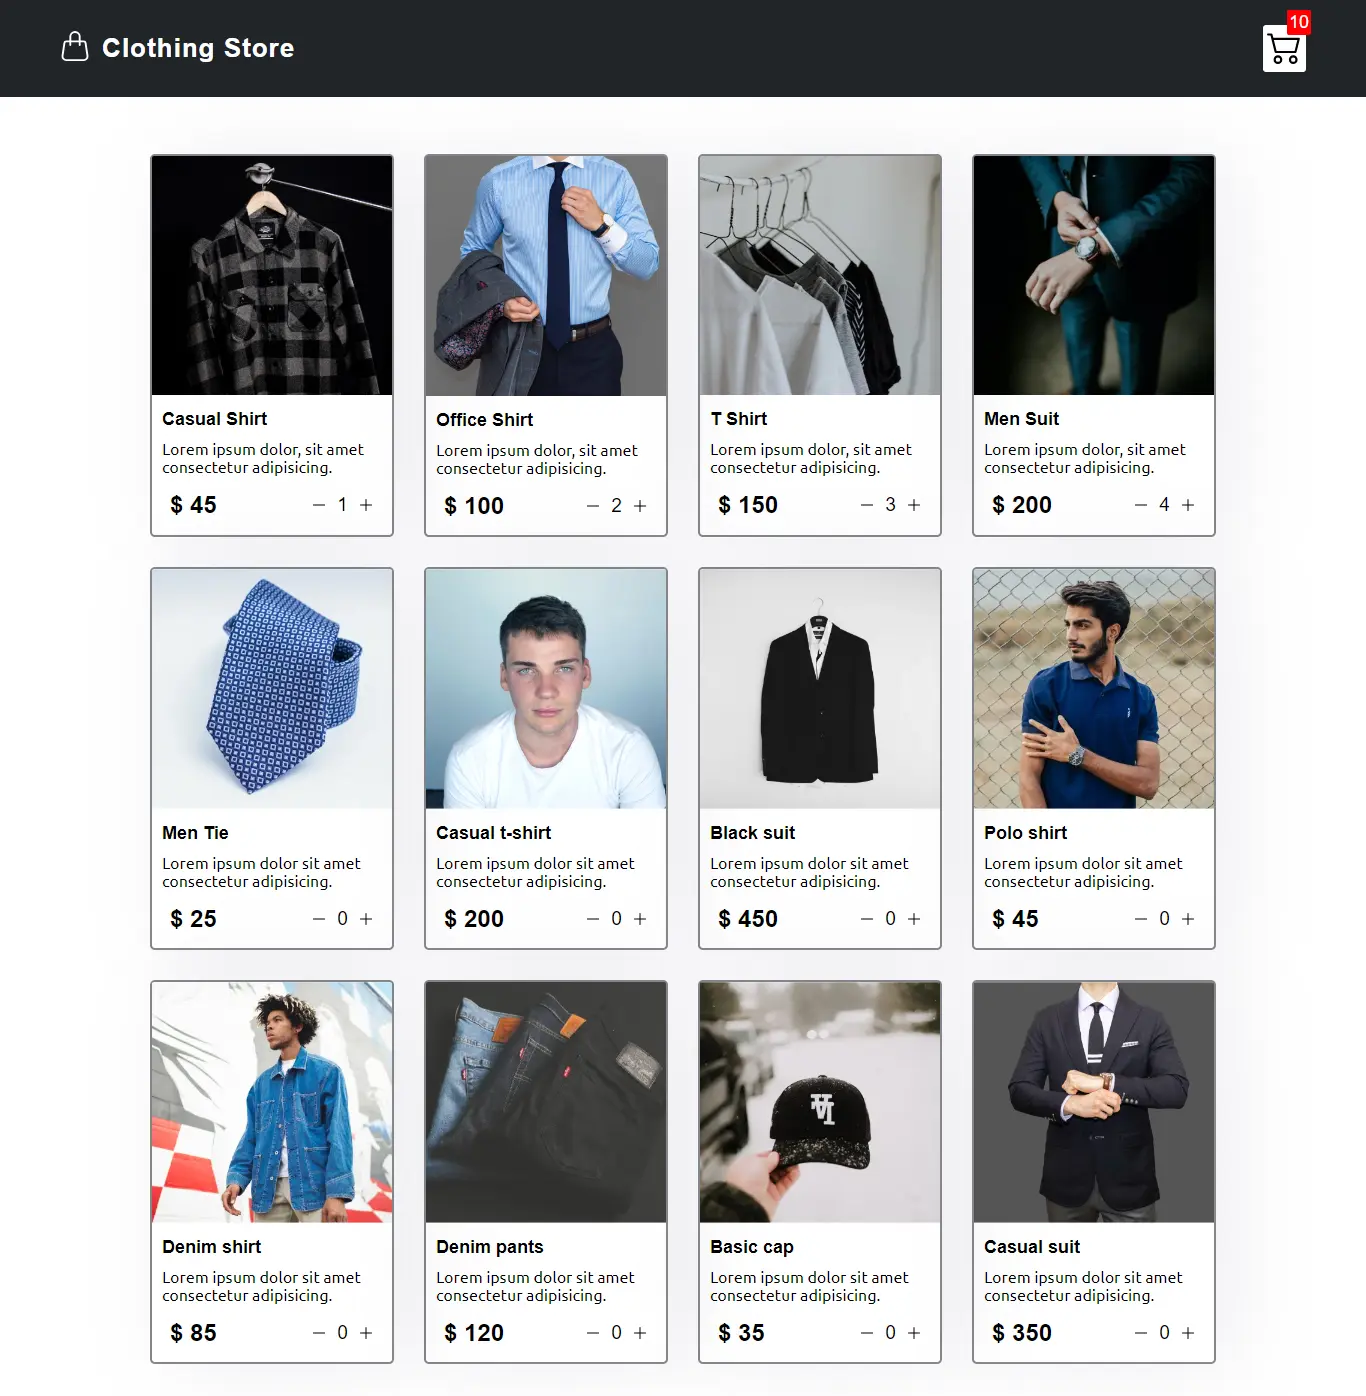 Clothing Store
10
Casual Shirt
Lorem ipsum dolor, sit amet
consectetur adipisicing.
$ 45 — 1 +
Office Shirt
Lorem ipsum dolor, sit amet
consectetur adipisicing.
$ 100 — 2 +
T Shirt
Lorem ipsum dolor, sit amet
consectetur adipisicing.
$ 150 — 3 +
Men Suit
Lorem ipsum dolor, sit amet
consectetur adipisicing.
$ 200 — 4 +
Men Tie
Lorem ipsum dolor sit amet
consectetur adipisicing.
$ 25 — 0 +
Casual t-shirt
Lorem ipsum dolor sit amet
consectetur adipisicing.
$ 200 — 0 +
Black suit
Lorem ipsum dolor sit amet
consectetur adipisicing.
$ 450 — 0 +
Polo shirt
Lorem ipsum dolor sit amet
consectetur adipisicing.
$ 45 — 0 +
Denim shirt
Lorem ipsum dolor sit amet
consectetur adipisicing.
$ 85 — 0 +
Denim pants
Lorem ipsum dolor sit amet
consectetur adipisicing.
$ 120 — 0 +
Basic cap
Lorem ipsum dolor sit amet
consectetur adipisicing.
$ 35 — 0 +
Casual suit
Lorem ipsum dolor sit amet
consectetur adipisicing.
$ 350 — 0 +